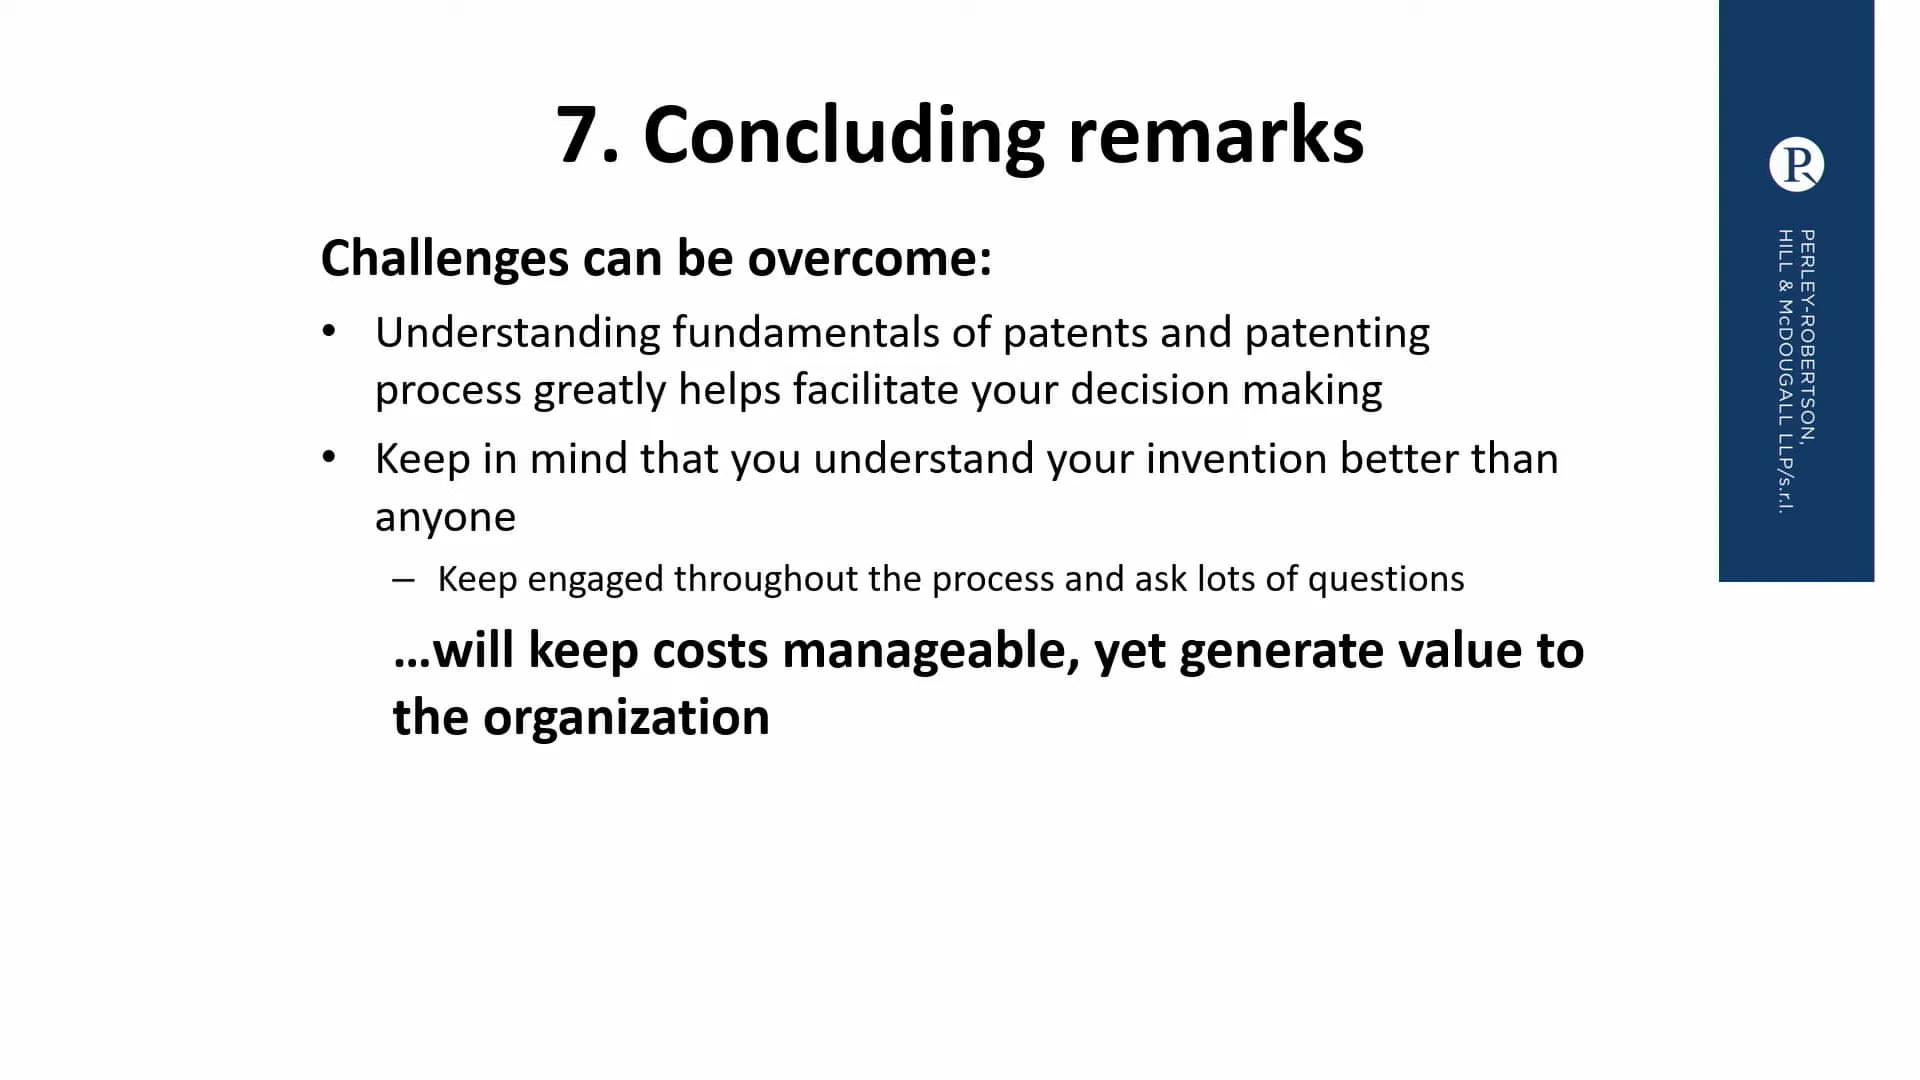 7. Concluding remarks
Challenges can be overcome:
• Understanding fundamentals of patents and patenting
process greatly helps facilitate your decision making
• Keep in mind that you understand your invention better than
anyone
– Keep engaged throughout the process and ask lots of questions
…will keep costs manageable, yet generate value to
the organization
PERLEY-ROBERTSON,
HILL & McDOUGALL LLP/s.r.l.